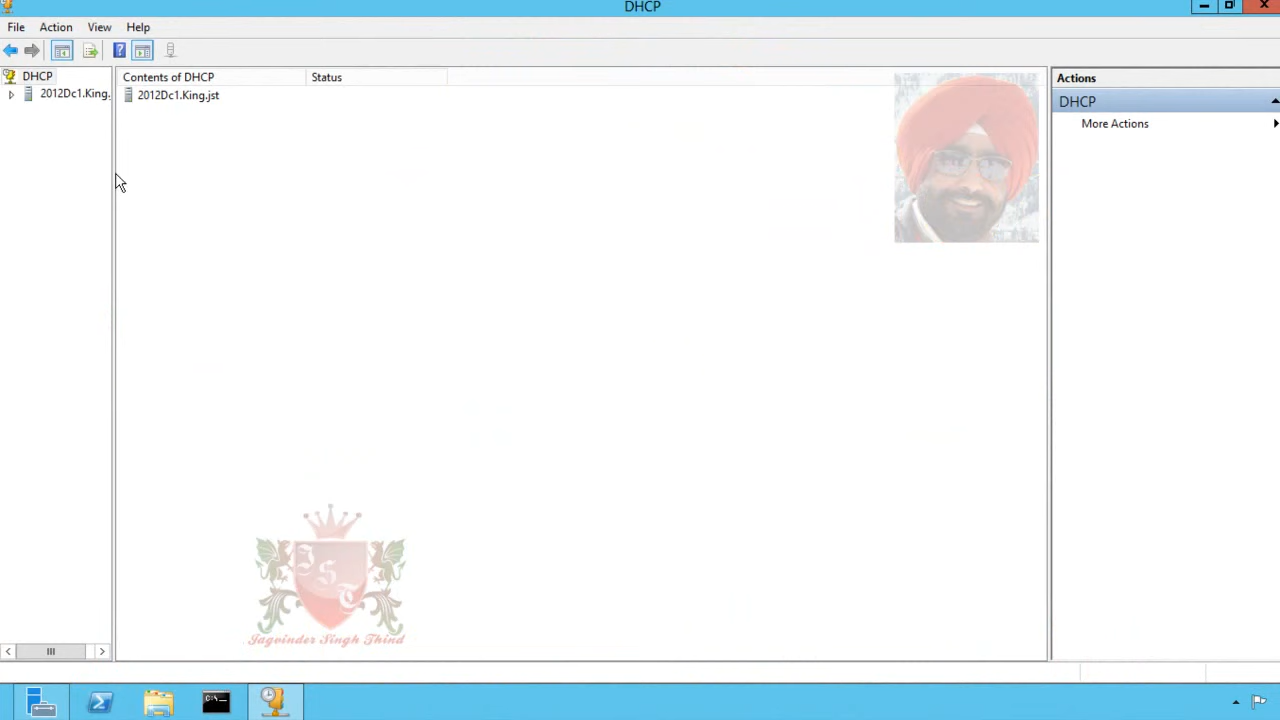 DHCP
File Action View Help
DHCP
2012Dc1.King.
Contents of DHCP Status
2012Dc1.King.jst
Actions
DHCP
More Actions
J S T
Jagvinder Singh Thind
C:\